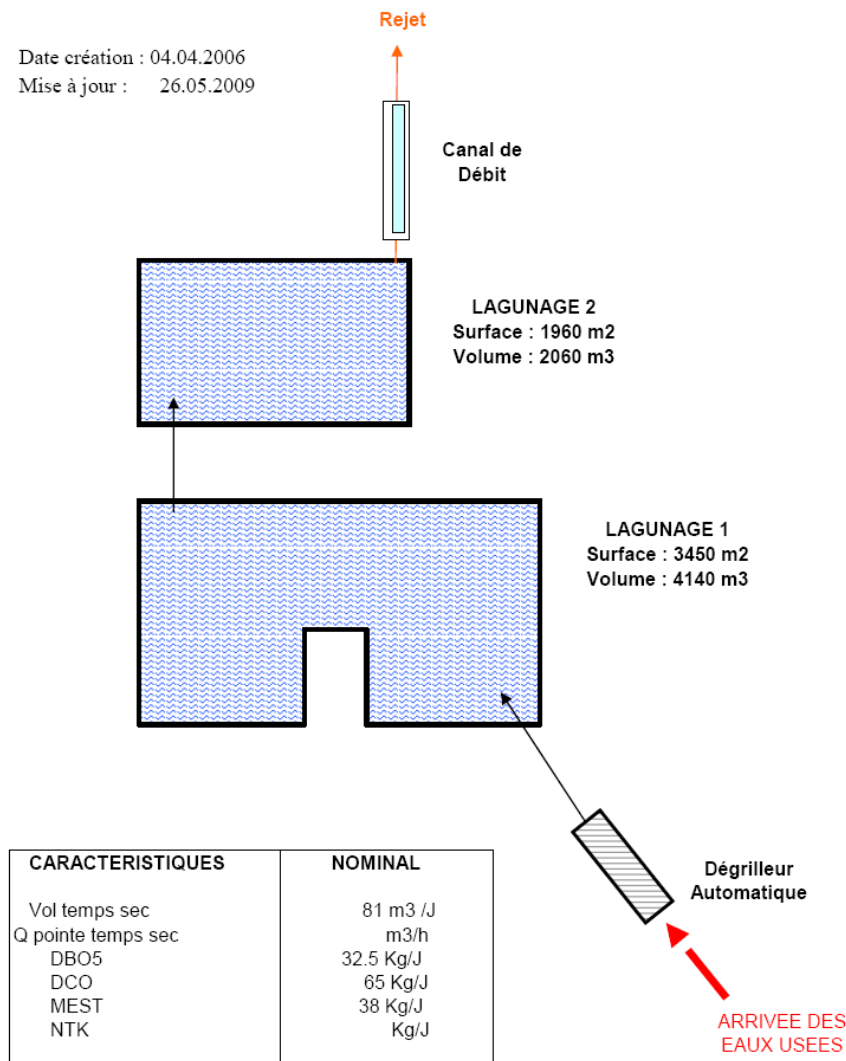 Rejet
Date création : 04.04.2006
Mise à jour : 26.05.2009
Canal de
Débit
LAGUNAGE 2
Surface : 1960 m2
Volume : 2060 m3
LAGUNAGE 1
Surface : 3450 m2
Volume : 4140 m3
Dégrilleur
Automatique
ARRIVEE DES
EAUX USEES
CARACTERISTIQUES NOMINAL
Vol temps sec 81 m3 /J
Q pointe temps sec m3/h
DBO5 32.5 Kg/J
DCO 65 Kg/J
MEST 38 Kg/J
NTK Kg/J